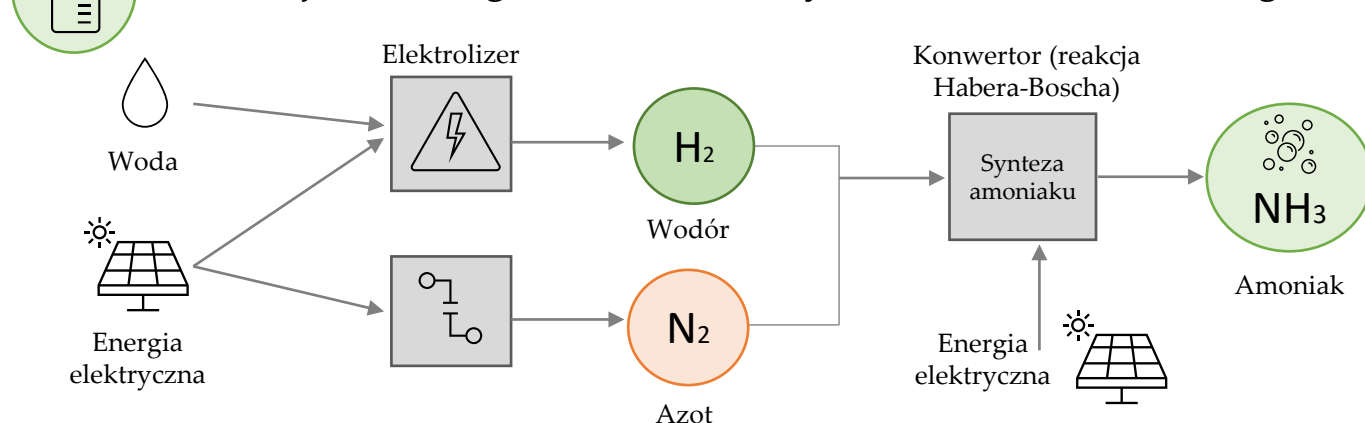 Elektrolizer
Konwertor (reakcja
Habera-Boscha)
Woda
H2
Wodór
Synteza
amoniaku
NH3
Amoniak
Energia
elektryczna
N2
Azot
Energia
elektryczna